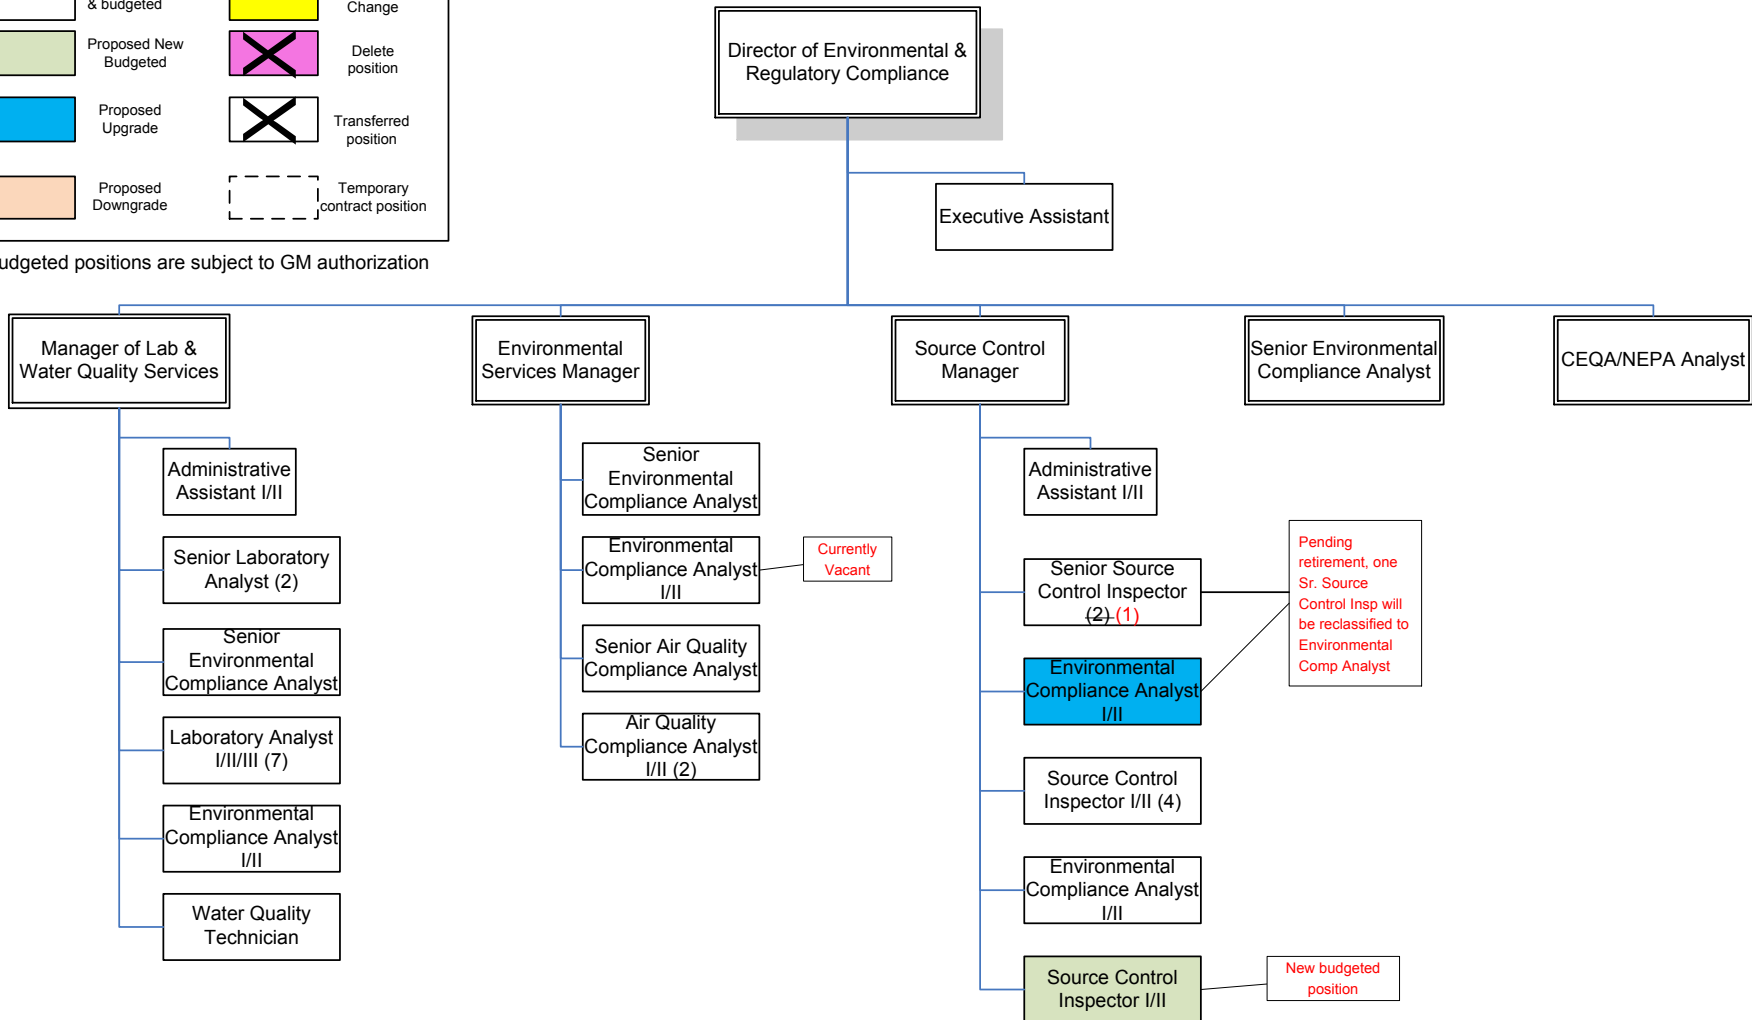 & budgeted
Change
Proposed New
Budgeted
Delete
position
Proposed
Upgrade
Transferred
position
Proposed
Downgrade
Temporary
contract position
udgeted positions are subject to GM authorization
Director of Environmental &
Regulatory Compliance
Executive Assistant
Manager of Lab &
Water Quality Services
Environmental
Services Manager
Source Control
Manager
Senior Environmental
Compliance Analyst
CEQA/NEPA Analyst
Administrative
Assistant I/II
Senior Laboratory
Analyst (2)
Senior
Environmental
Compliance Analyst
Laboratory Analyst
I/II/III (7)
Environmental
Compliance Analyst
I/II
Water Quality
Technician
Senior
Environmental
Compliance Analyst
Environmental
Compliance Analyst
I/II
Currently
Vacant
Senior Air Quality
Compliance Analyst
Air Quality
Compliance Analyst
I/II (2)
Administrative
Assistant I/II
Senior Source
Control Inspector
(2) (1)
Pending
retirement, one
Sr. Source
Control Insp will
be reclassified to
Environmental
Comp Analyst
Environmental
Compliance Analyst
I/II
Source Control
Inspector I/II (4)
Environmental
Compliance Analyst
I/II
Source Control
Inspector I/II
New budgeted
position